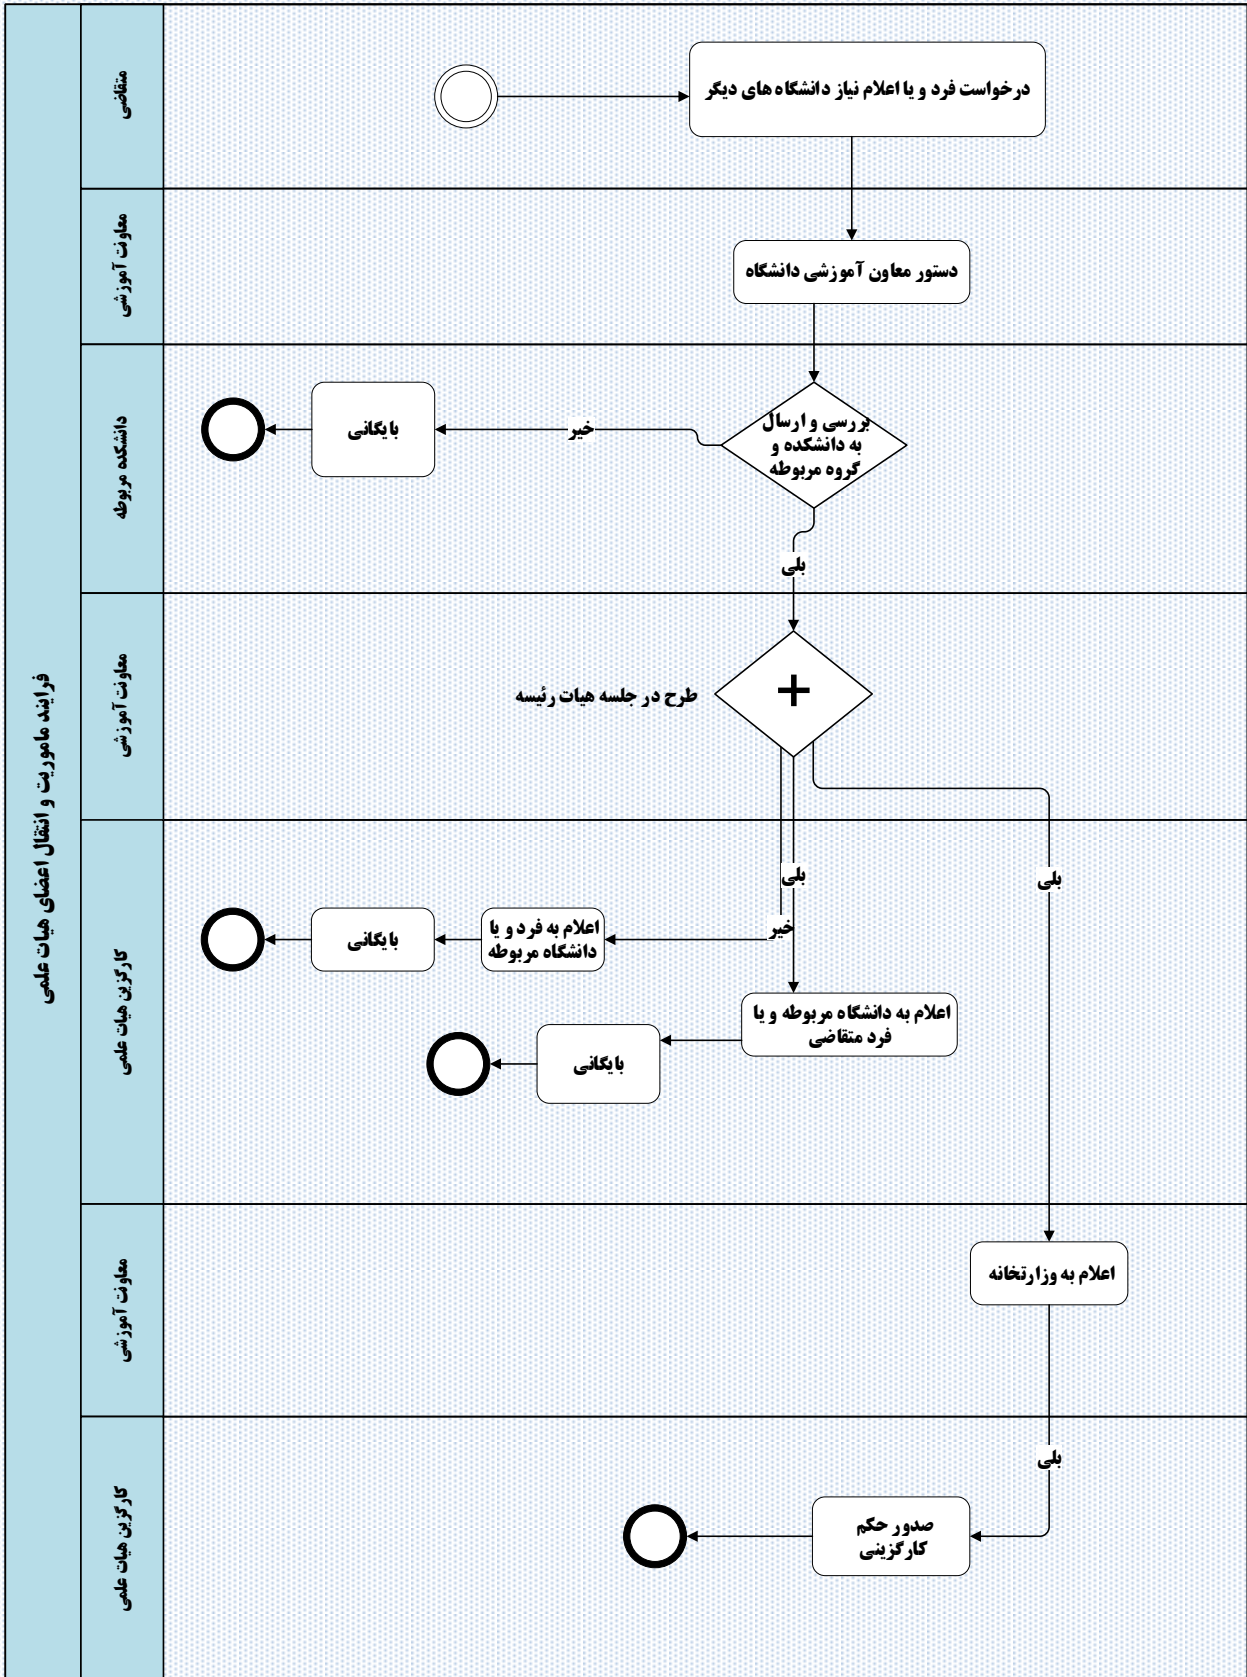 فرایند ماموریت و انتقال اعضای هیات علمی
متقاضی
درخواست فرد و یا اعلام نیاز دانشگاه های دیگر
معاونت آموزشی
دستور معاون آموزشی دانشگاه
دانشکده مربوطه
بررسی و ارسال
به دانشکده و
گروه مربوطه
خیر
بایگانی
بلی
معاونت آموزشی
طرح در جلسه هیات رئیسه
کارگزین هیات علمی
بلی
بلی
خیر
اعلام به فرد و یا
دانشگاه مربوطه
بایگانی
اعلام به دانشگاه مربوطه و یا
فرد متقاضی
بایگانی
معاونت آموزشی
اعلام به وزارتخانه
کارگزین هیات علمی
بلی
صدور حکم
کارگزینی